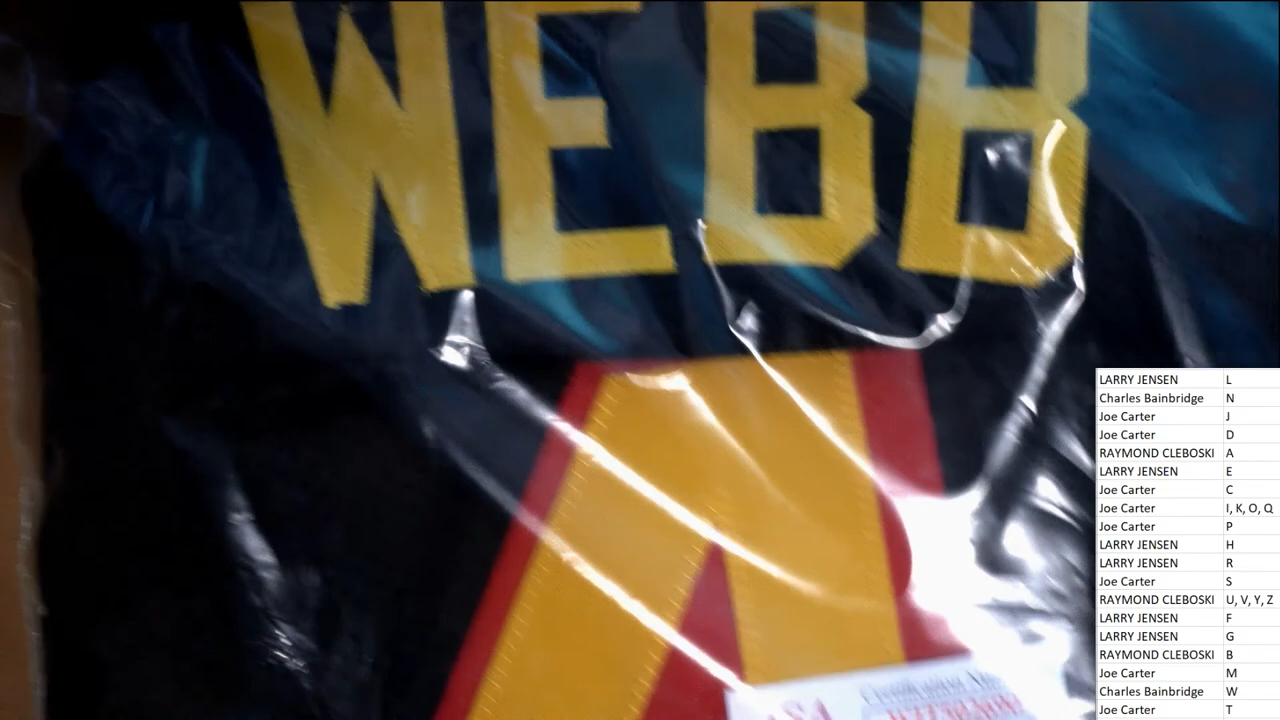 WEBB
LARRY JENSEN L
Charles Bainbridge N
Joe Carter J
Joe Carter D
RAYMOND CLEBOSKI A
LARRY JENSEN E
Joe Carter C
Joe Carter I, K, O, Q
Joe Carter P
LARRY JENSEN H
LARRY JENSEN R
Joe Carter S
RAYMOND CLEBOSKI U, V, Y, Z
LARRY JENSEN F
LARRY JENSEN G
RAYMOND CLEBOSKI B
Joe Carter M
Charles Bainbridge W
Joe Carter T